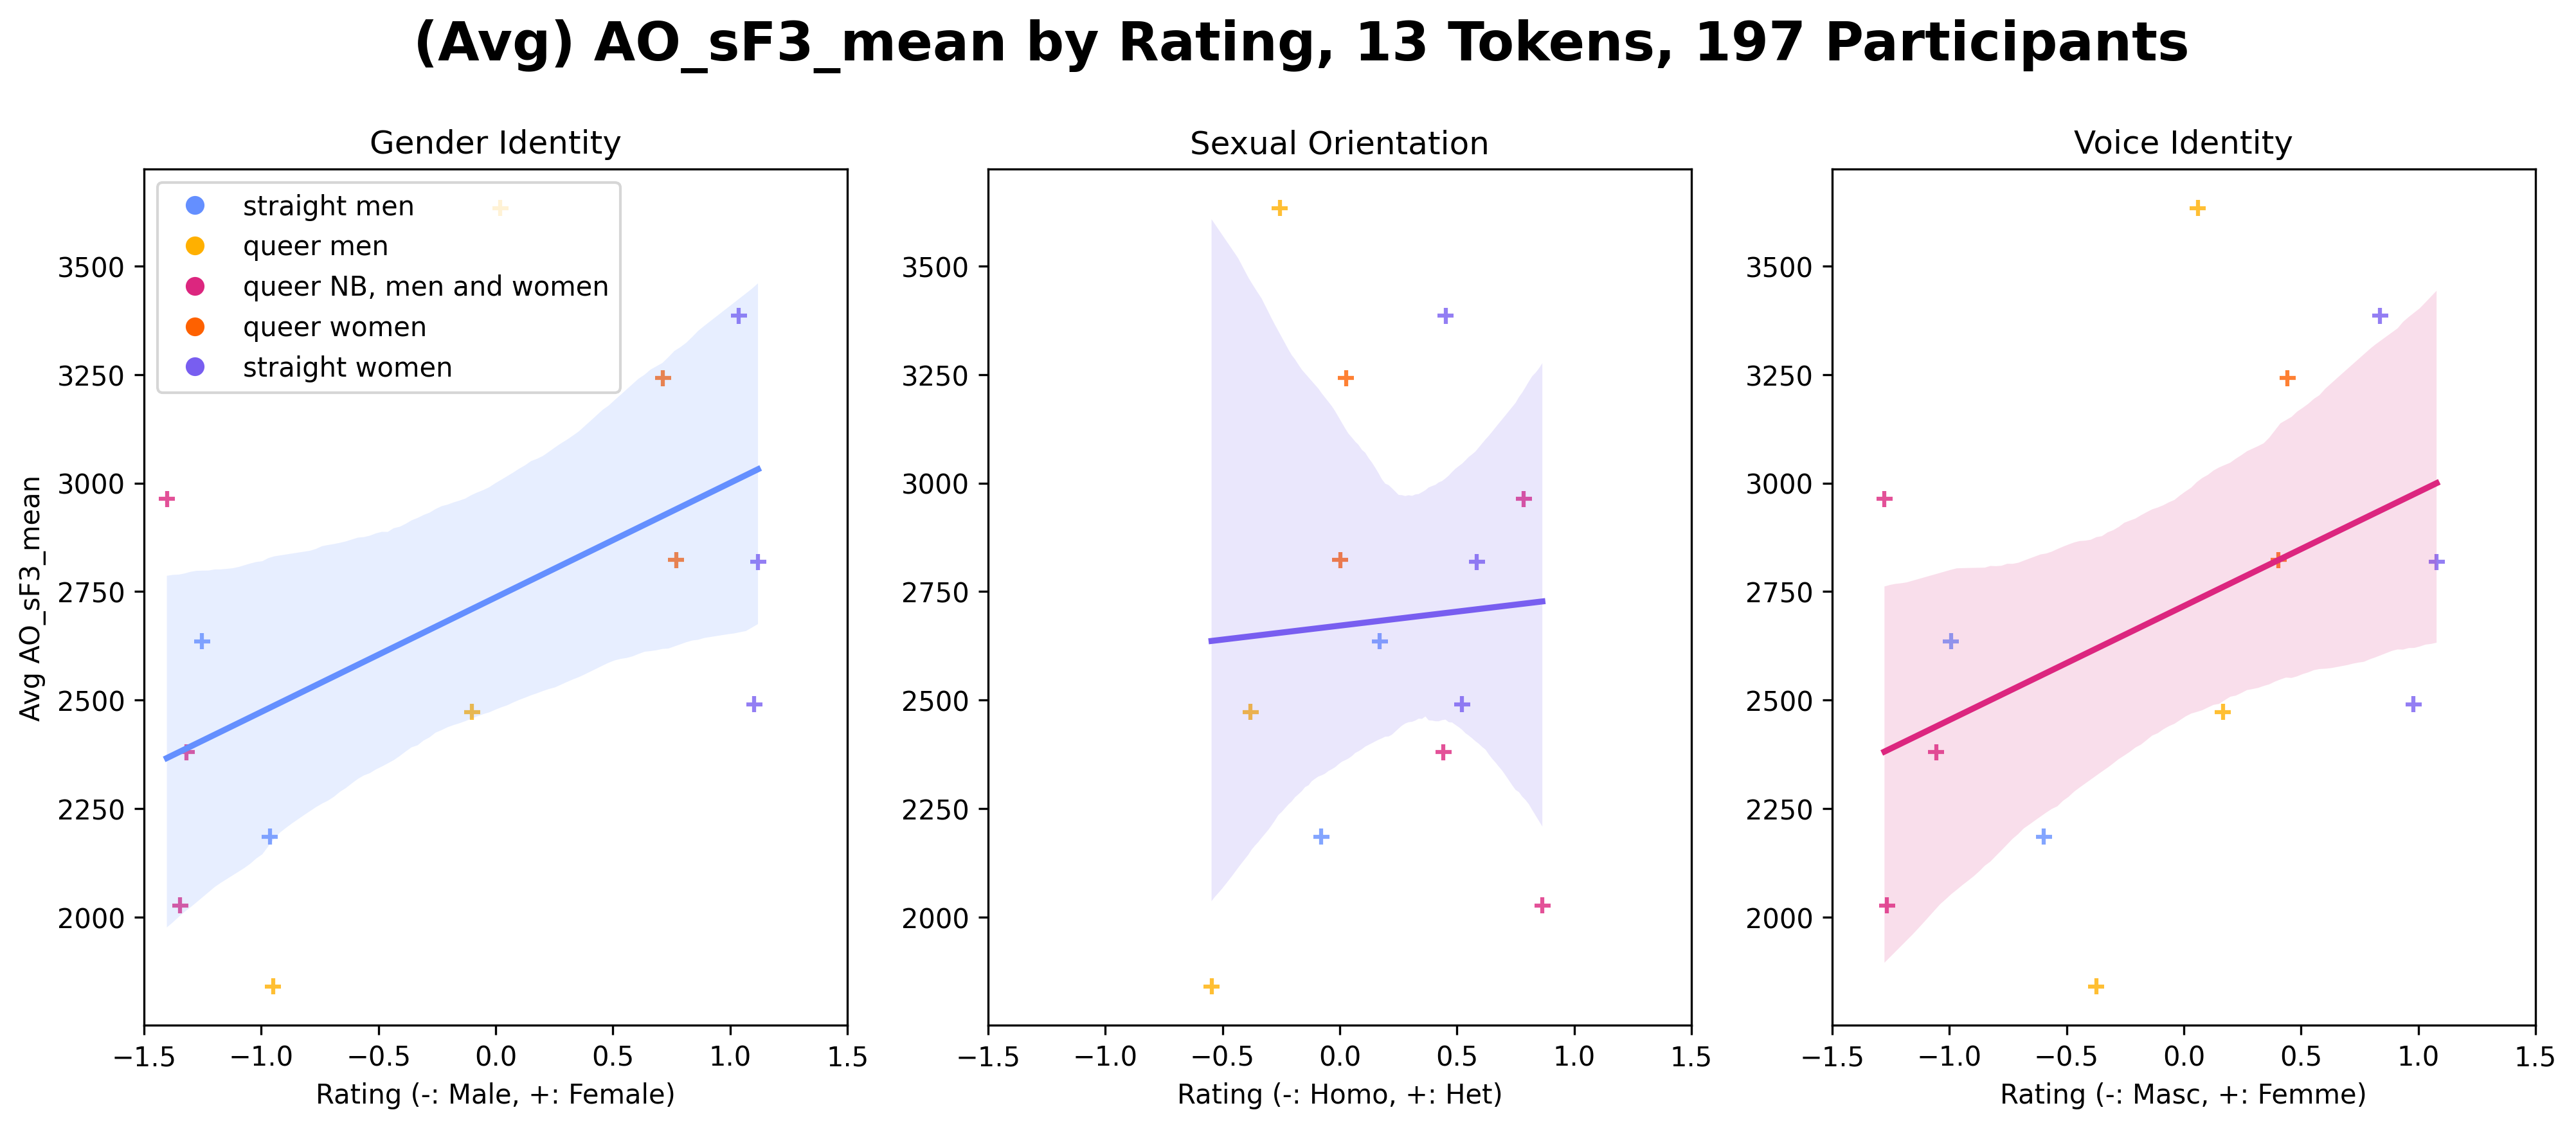 (Avg) AO_sF3_mean by Rating, 13 Tokens, 197 Participants
Gender Identity
straight men
queer men
queer NB, men and women
queer women
straight women
Avg AO_sF3_mean
3500
3250
3000
2750
2500
2250
2000
−1.5 −1.0 −0.5 0.0 0.5 1.0 1.5
Rating (-: Male, +: Female)
Sexual Orientation
3500
3250
3000
2750
2500
2250
2000
−1.5 −1.0 −0.5 0.0 0.5 1.0 1.5
Rating (-: Homo, +: Het)
Voice Identity
3500
3250
3000
2750
2500
2250
2000
−1.5 −1.0 −0.5 0.0 0.5 1.0 1.5
Rating (-: Masc, +: Femme)